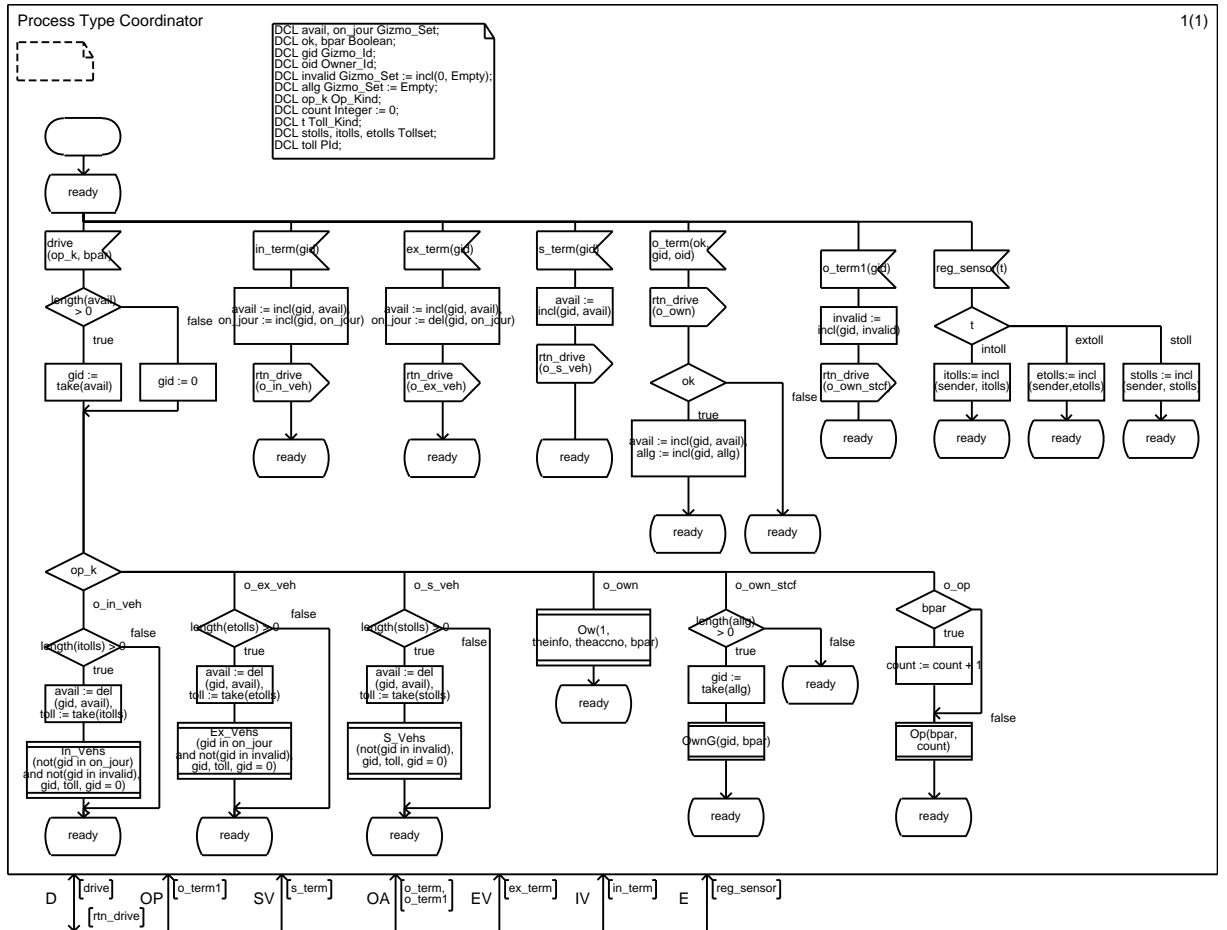 Process Type Coordinator
1(1)
DCL avail, on_jour Gizmo_Set;
DCL ok, bpar Boolean;
DCL gid Gizmo_Id;
DCL oid Owner_Id;
DCL invalid Gizmo_Set := incl(0, Empty);
DCL allg Gizmo_Set := Empty;
DCL op_k Op_Kind;
DCL count Integer := 0;
DCL t Toll_Kind;
DCL stolls, itolls, etolls Tollset;
DCL toll PId;
ready
drive
(op_k, bpar)
in_term(gid)
ex_term(gid)
s_term(gid)
o_term(ok,
gid, oid)
o_term1(gid)
reg_sensor(t)
length(avail)
> 0
false
true
gid :=
take(avail)
gid := 0
avail := incl(gid, avail),
on_jour := incl(gid, on_jour)
rtn_drive
(o_in_veh)
ready
avail := incl(gid, avail),
on_jour := del(gid, on_jour)
rtn_drive
(o_ex_veh)
ready
avail :=
incl(gid, avail)
rtn_drive
(o_s_veh)
ready
rtn_drive
(o_own)
ok
false
true
avail := incl(gid, avail),
allg := incl(gid, allg)
ready
ready
invalid :=
incl(gid, invalid)
rtn_drive
(o_own_stcf)
ready
t
intoll
extoll
stoll
itolls:= incl
(sender, itolls)
etolls:= incl
(sender,etolls)
stolls := incl
(sender, stolls)
ready
ready
ready
op_k
o_in_veh
o_ex_veh
o_s_veh
o_own
o_own_stcf
o_op
length(itolls) > 0
false
true
avail := del
(gid, avail),
toll := take(itolls)
In_Vehs
(not(gid in on_jour)
and not(gid in invalid),
gid, toll, gid = 0)
ready
length(etolls) > 0
false
true
avail := del
(gid, avail),
toll := take(etolls)
Ex_Vehs
(gid in on_jour
and not(gid in invalid),
gid, toll, gid = 0)
ready
length(stolls) > 0
false
true
avail := del
(gid, avail),
toll := take(stolls)
S_Vehs
(not(gid in invalid),
gid, toll, gid = 0)
ready
Ow(1,
theinfo, theaccno, bpar)
ready
length(allg)
> 0
false
true
gid :=
take(allg)
ready
OwnG(gid, bpar)
ready
bpar
true
count := count + 1
false
Op(bpar,
count)
ready
D
[drive]
[rtn_drive]
OP
[o_term1]
SV
[s_term]
OA
[o_term,
o_term1]
EV
[ex_term]
IV
[in_term]
E
[reg_sensor]